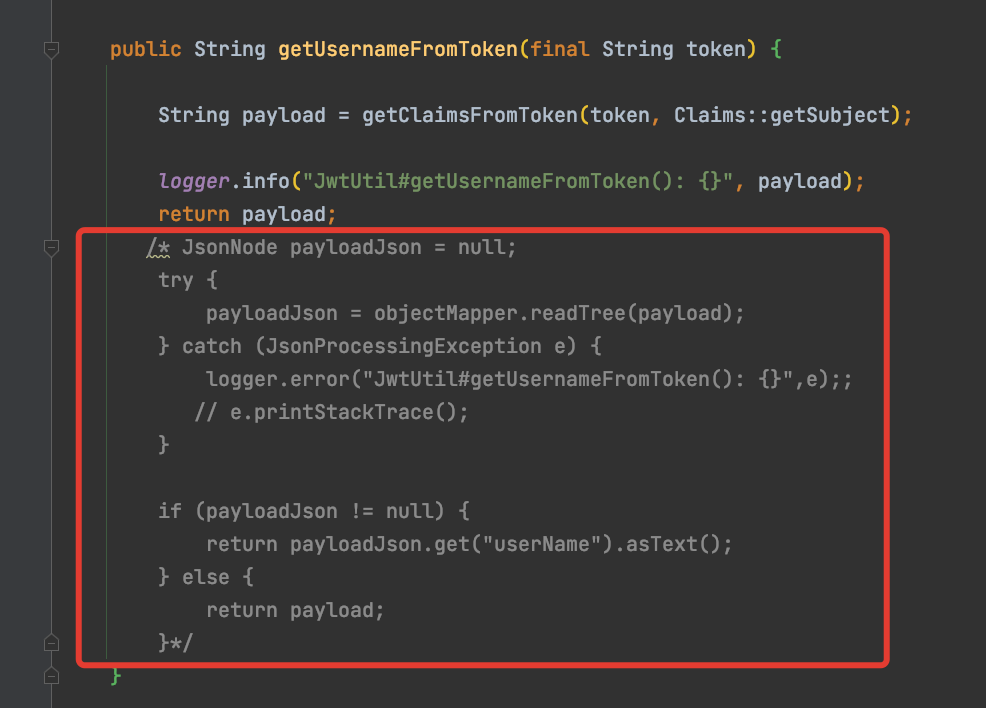 public String getUsernameFromToken(final String token) {
String payload = getClaimsFromToken(token, Claims::getSubject);
logger.info("JwtUtil#getUsernameFromToken(): {}", payload);
return payload;
/* JsonNode payloadJson = null;
try {
payloadJson = objectMapper.readTree(payload);
} catch (JsonProcessingException e) {
logger.error("JwtUtil#getUsernameFromToken(): {}",e);;
// e.printStackTrace();
}
if (payloadJson != null) {
return payloadJson.get("userName").asText();
} else {
return payload;
}*/
}